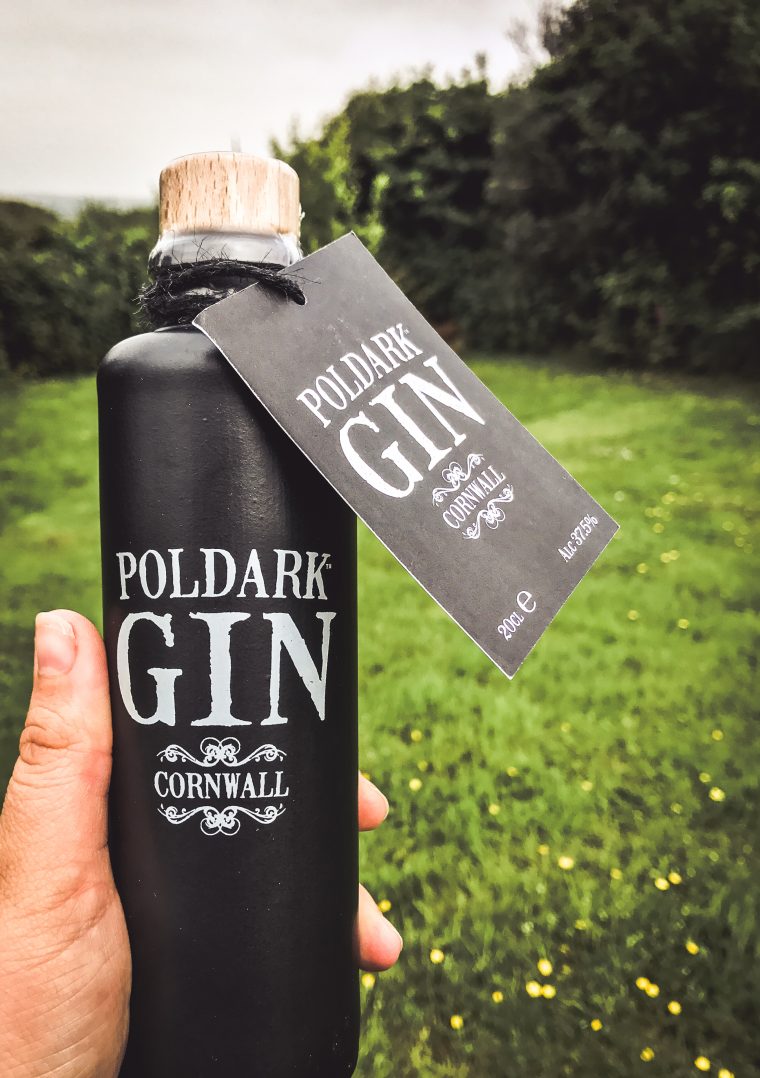 POLDARK™
GIN
CORNWALL
ALC 37.5%
20CL e
POLDARK™
GIN
CORNWALL